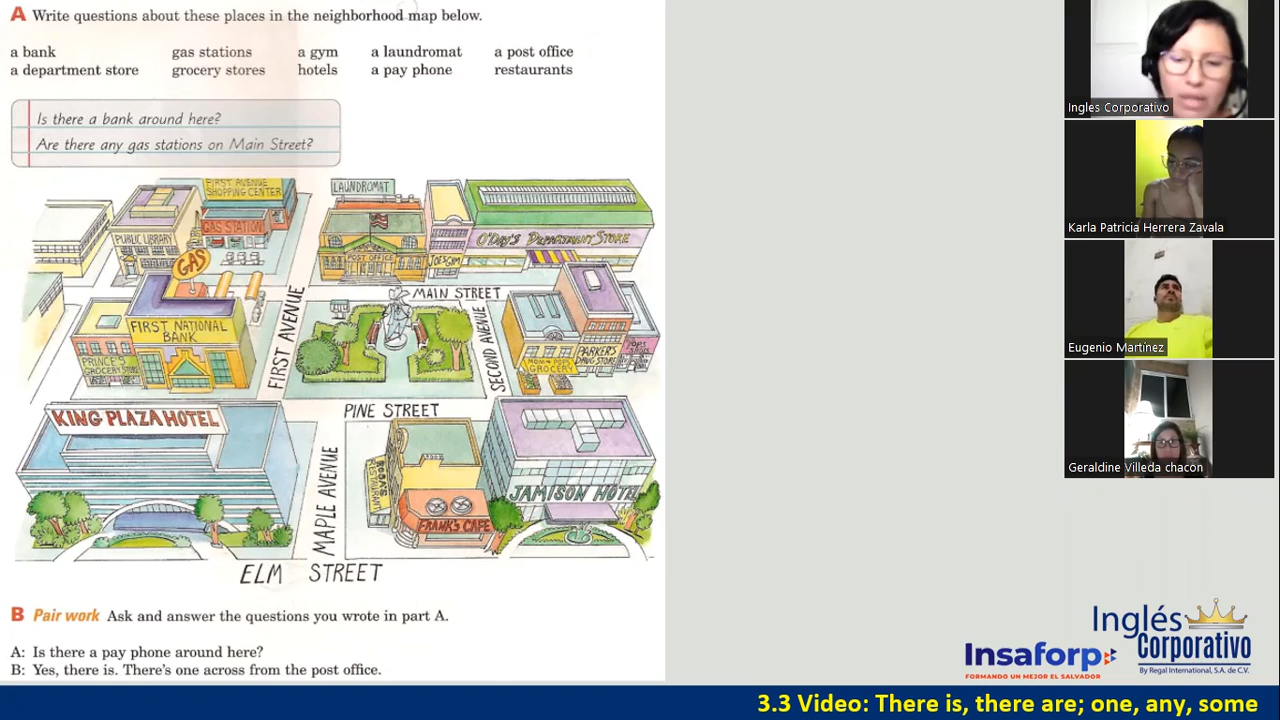 A Write questions about these places in the neighborhood map below.
a bank gas stations a gym a laundromat a post office
a department store grocery stores hotels a pay phone restaurants
Is there a bank around here?
Are there any gas stations on Main Street?
FIRST AVENUE
SHOPPING CENTER
LAUNDROMAT
PUBLIC LIBRARY
GAS STATION
O'DAY'S DEPARTMENT STORE
POST OFFICE
JOE'S GYM
GAS
MAIN STREET
FIRST AVENUE
SECOND AVENUE
FIRST NATIONAL
BANK
PRINCE'S
GROCERY STORE
MOM & POP'S
GROCERY
PARKER'S
DRUG STORE
KING PLAZA HOTEL
PINE STREET
MAPLE AVENUE
JAMISON HOTEL
FRANK'S CAFE
ELM STREET
B Pair work Ask and answer the questions you wrote in part A.
A: Is there a pay phone around here?
B: Yes, there is. There's one across from the post office.
Ingles Corporativo
Karla Patricia Herrera Zavala
Eugenio Martínez
Geraldine Villeda chacon
Insaforp
FORMANDO UN MEJOR EL SALVADOR
Inglés
Corporativo
By Regal International, S.A. de C.V.
3.3 Video: There is, there are; one, any, some